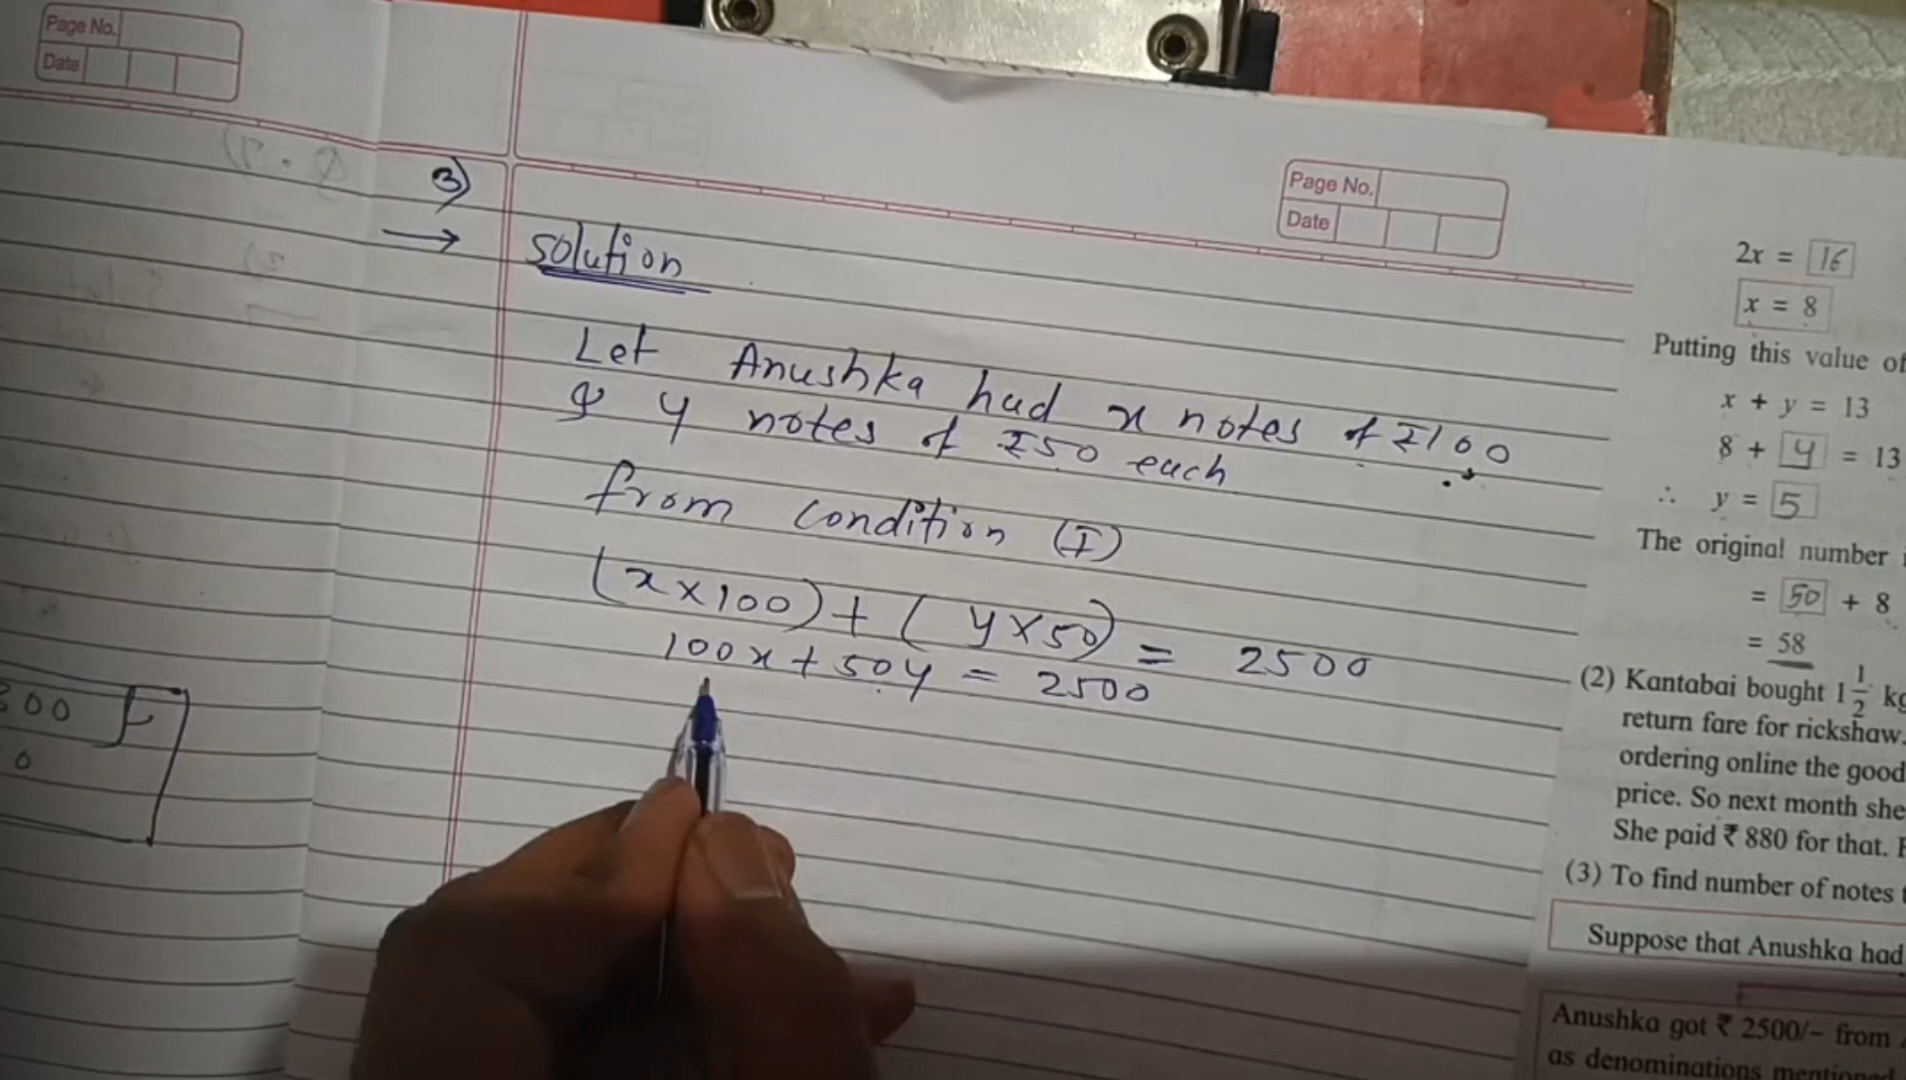 Page No.
Date
3)
→ Solution
Let Anushka had x notes of ₹100
& y notes of ₹50 each
from condition (I)
(x×100)+(y×50) = 2500
100x+50y = 2500
Page No.
Date
2x = 16
x = 8
Putting this value of
x + y = 13
8 + y = 13
∴ y = 5
The original number
= 50 + 8
= 58
(2) Kantabai bought 1 1/2 kg
return fare for rickshaw.
ordering online the good
price. So next month she
She paid ₹ 880 for that.
(3) To find number of notes
Suppose that Anushka had
Anushka got ₹ 2500/- from
as denominations mentioned